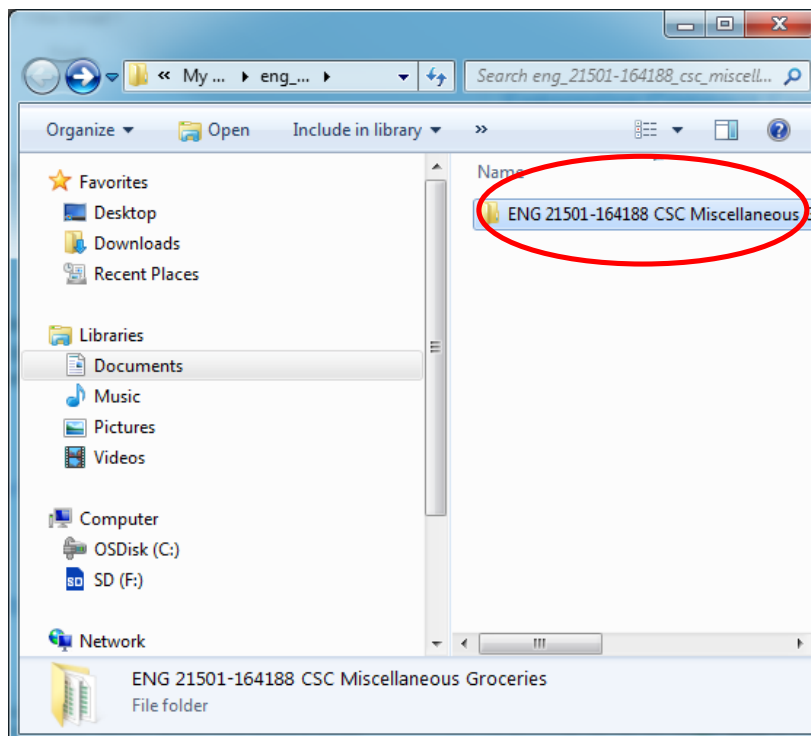 « My ... eng_...
Search eng_21501-164188_csc_miscell...
Organize Open Include in library »
Favorites
Desktop
Downloads
Recent Places
Libraries
Documents
Music
Pictures
Videos
Computer
OSDisk (C:)
SD (F:)
Network
Name
ENG 21501-164188 CSC Miscellaneous
ENG 21501-164188 CSC Miscellaneous Groceries
File folder